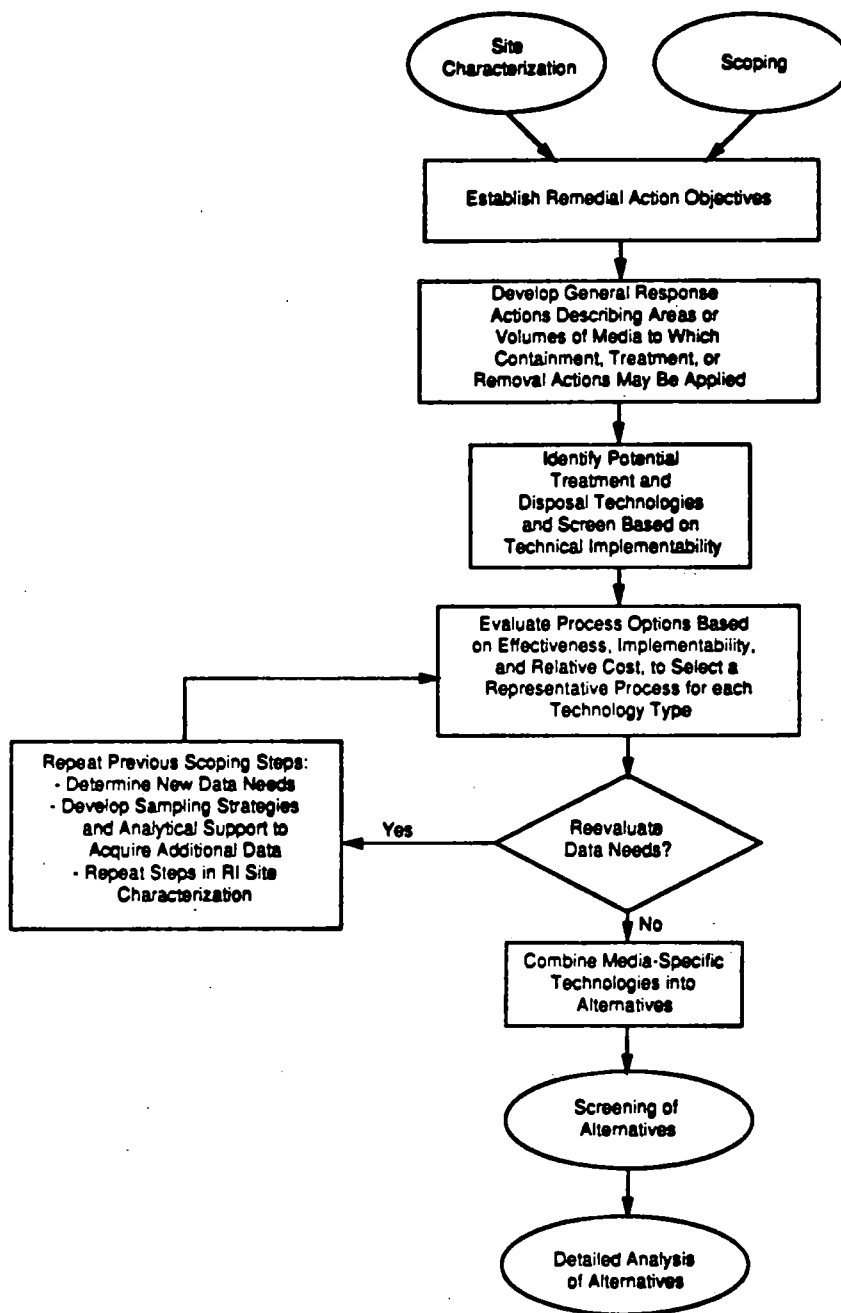 Site
Characterization
Scoping
Establish Remedial Action Objectives
Develop General Response
Actions Describing Areas or
Volumes of Media to Which
Containment, Treatment, or
Removal Actions May Be Applied
Identify Potential
Treatment and
Disposal Technologies
and Screen Based on
Technical Implementability
Evaluate Process Options Based
on Effectiveness, Implementability,
and Relative Cost, to Select a
Representative Process for each
Technology Type
Repeat Previous Scoping Steps:
- Determine New Data Needs
- Develop Sampling Strategies
and Analytical Support to
Acquire Additional Data
- Repeat Steps in RI Site
Characterization
Yes
Reevaluate
Data Needs?
No
Combine Media-Specific
Technologies into
Alternatives
Screening of
Alternatives
Detailed Analysis
of Alternatives